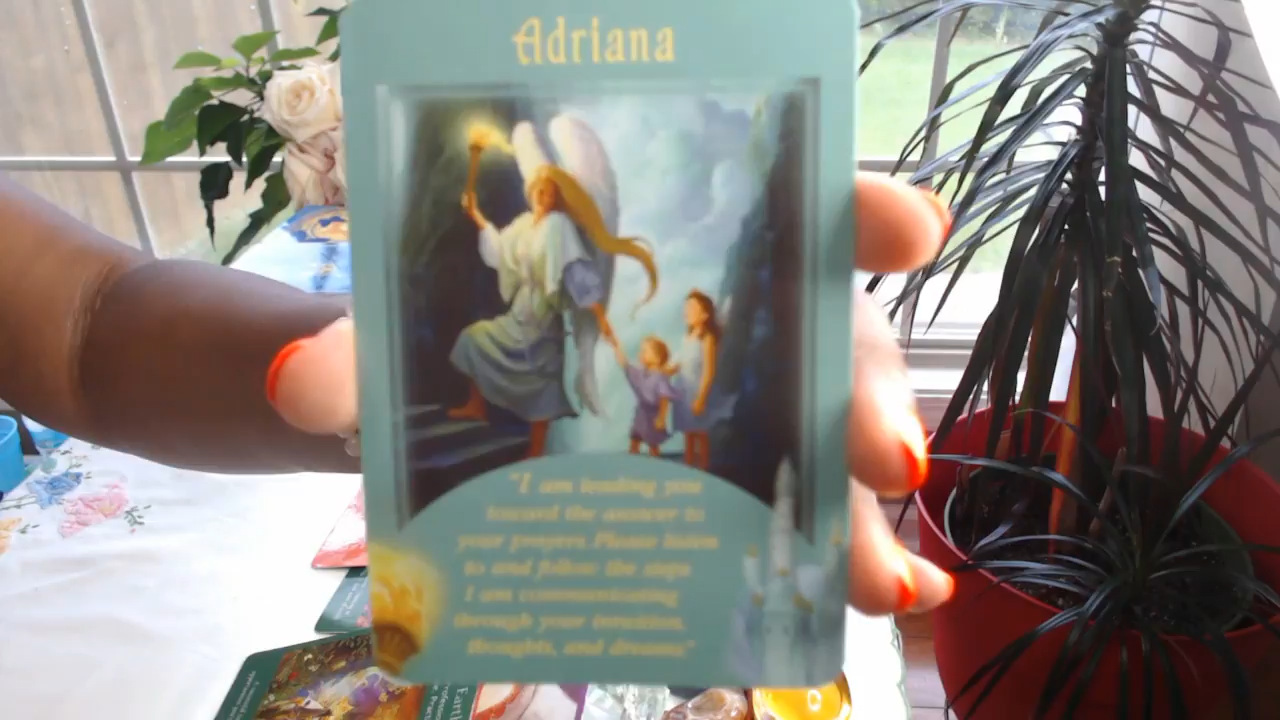 Adriana
"I am leading you
toward the answer to
your prayers. Please listen
to and follow the steps
I am communicating
through your intuition,
thoughts, and dreams."
Earth